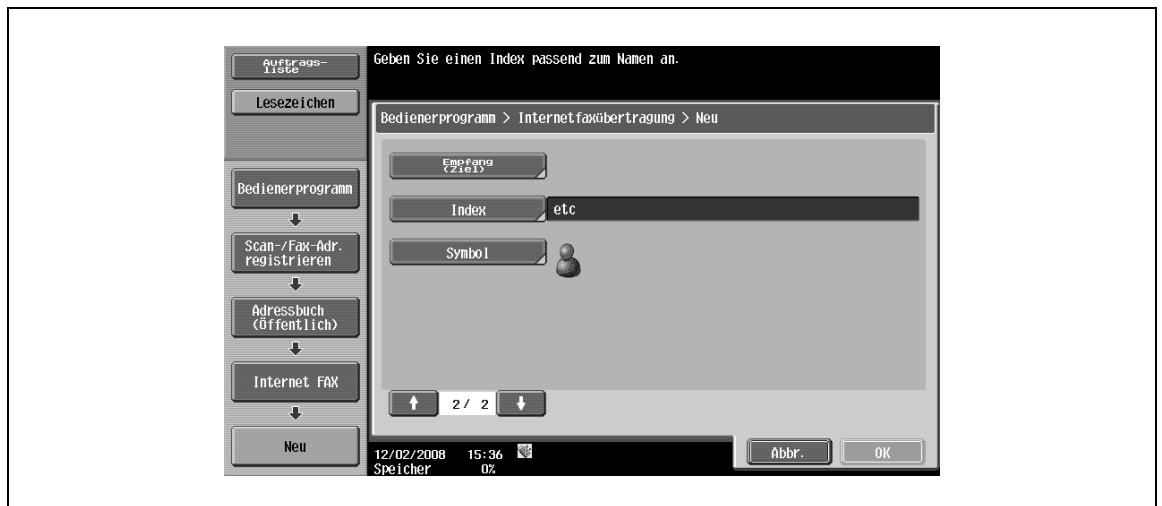 Auftrags-
liste
Geben Sie einen Index passend zum Namen an.
Lesezeichen
Bedienerprogramm > Internetfaxübertragung > Neu
Empfang
(Ziel)
Bedienerprogramm
Index
etc
Scan-/Fax-Adr.
registrieren
Symbol
Adressbuch
(Öffentlich)
Internet FAX
2/ 2
Neu
12/02/2008 15:36
Speicher 0%
Abbr.
OK